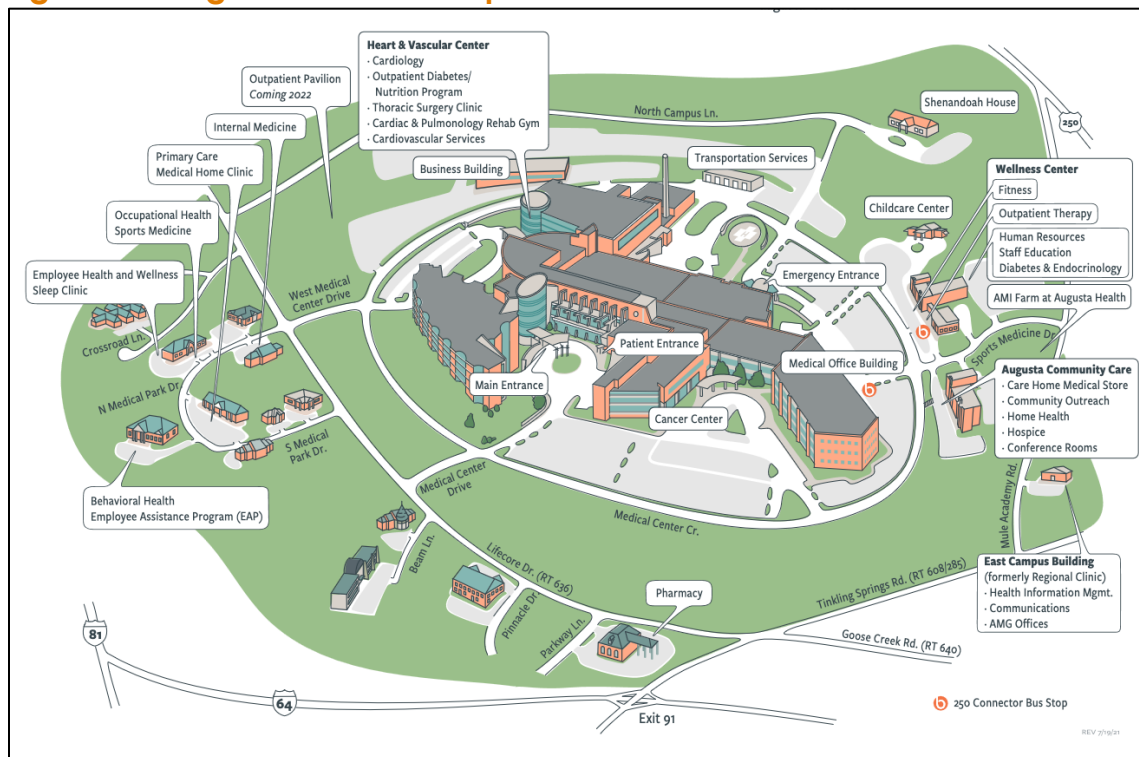 Heart & Vascular Center
· Cardiology
· Outpatient Diabetes/
Nutrition Program
· Thoracic Surgery Clinic
· Cardiac & Pulmonology Rehab Gym
· Cardiovascular Services
Outpatient Pavilion
Coming 2022
Internal Medicine
Primary Care
Medical Home Clinic
Occupational Health
Sports Medicine
Employee Health and Wellness
Sleep Clinic
Business Building
North Campus Ln.
Transportation Services
Shenandoah House
250
Wellness Center
Fitness
Outpatient Therapy
Human Resources
Staff Education
Diabetes & Endocrinology
Childcare Center
AMI Farm at Augusta Health
Emergency Entrance
West Medical
Center Drive
Crossroad Ln.
N Medical Park Dr.
Patient Entrance
Main Entrance
Medical Office Building
b
b
Sports Medicine Dr.
Augusta Community Care
· Care Home Medical Store
· Community Outreach
· Home Health
· Hospice
· Conference Rooms
Cancer Center
S Medical
Park Dr.
Medical Center
Drive
Medical Center Cr.
Behavioral Health
Employee Assistance Program (EAP)
Mule Academy Rd.
East Campus Building
(formerly Regional Clinic)
· Health Information Mgmt.
· Communications
· AMG Offices
Beam Ln.
Lifecore Dr. (RT 636)
Pinnacle Dr.
Parkway Ln.
Pharmacy
Tinkling Springs Rd. (RT 608/285)
Goose Creek Rd. (RT 640)
81
64
Exit 91
b 250 Connector Bus Stop
REV 7/19/21